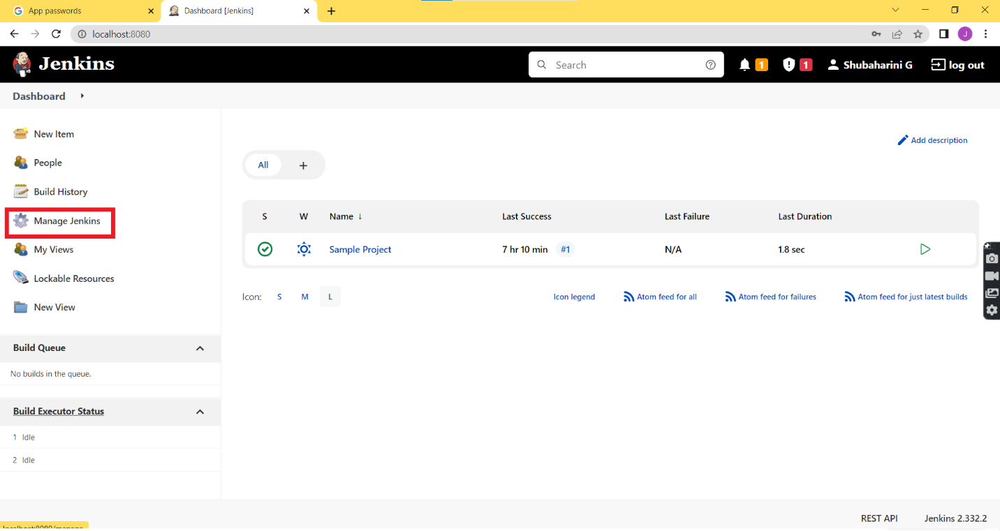 App passwords
Dashboard [Jenkins]
localhost:8080
J
Jenkins
Search
1
1
Shubaharini G
log out
Dashboard
New Item
People
Build History
Manage Jenkins
My Views
Lockable Resources
New View
Build Queue
No builds in the queue.
Build Executor Status
1 Idle
2 Idle
Add description
All +
S W Name ↓ Last Success Last Failure Last Duration
Sample Project 7 hr 10 min #1 N/A 1.8 sec
Icon: S M L
Icon legend
Atom feed for all
Atom feed for failures
Atom feed for just latest builds
REST API
Jenkins 2.332.2
localhost:8080/manage